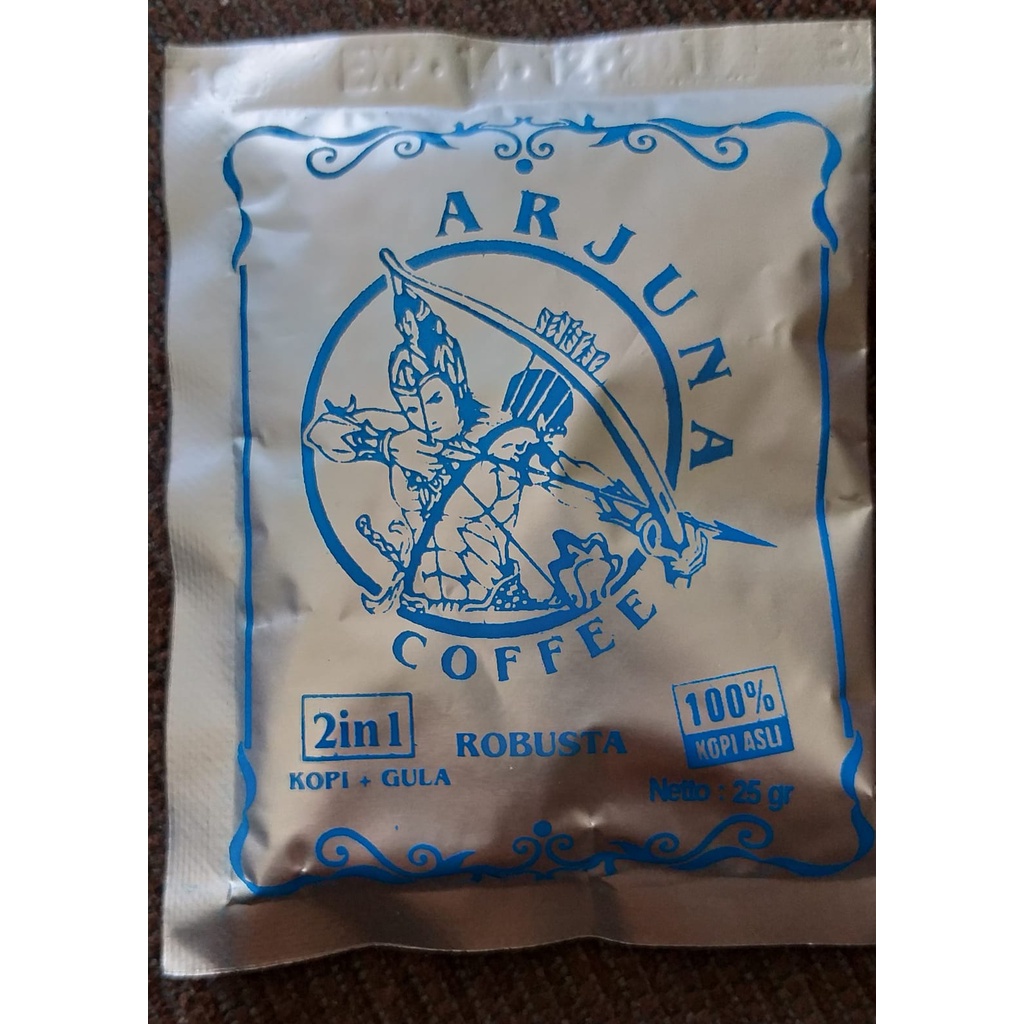 ARJUNA
COFFEE
2in1
KOPI + GULA
ROBUSTA
100%
KOPI ASLI
Netto : 25 gr